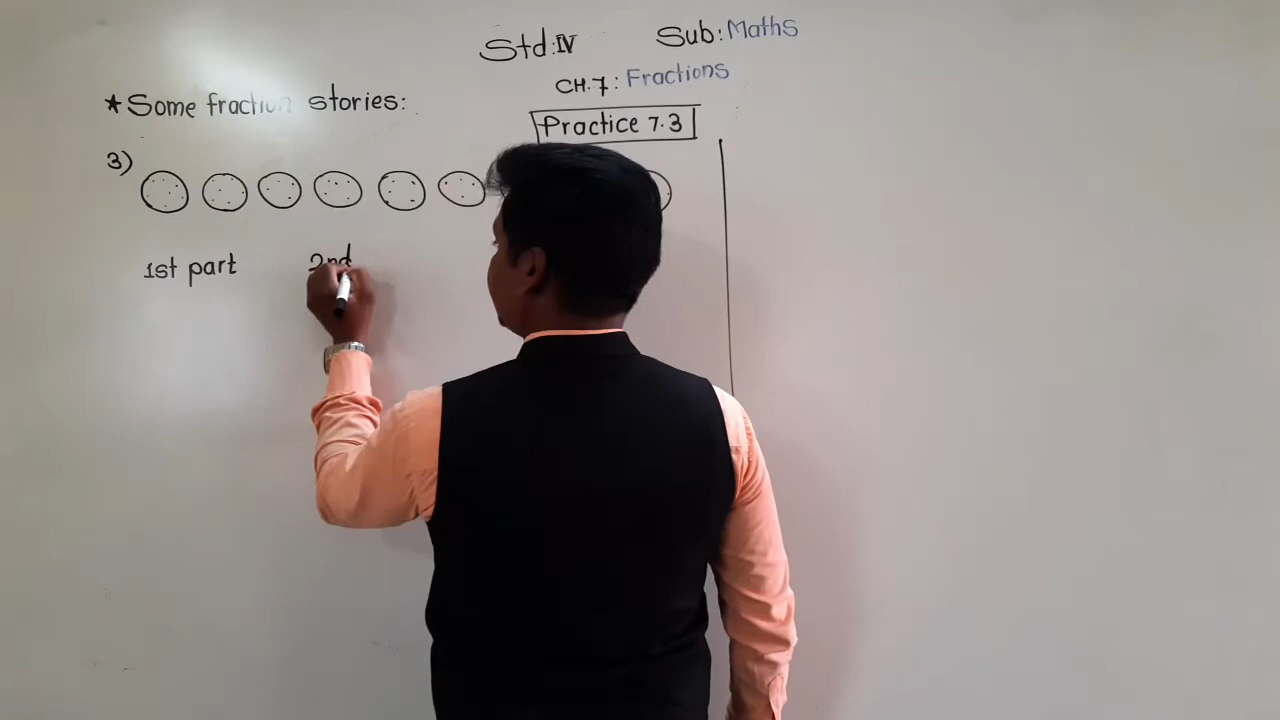 Std:IV Sub:Maths
CH.7: Fractions
★Some fraction stories:
Practice 7.3
3)
1st part 2nd